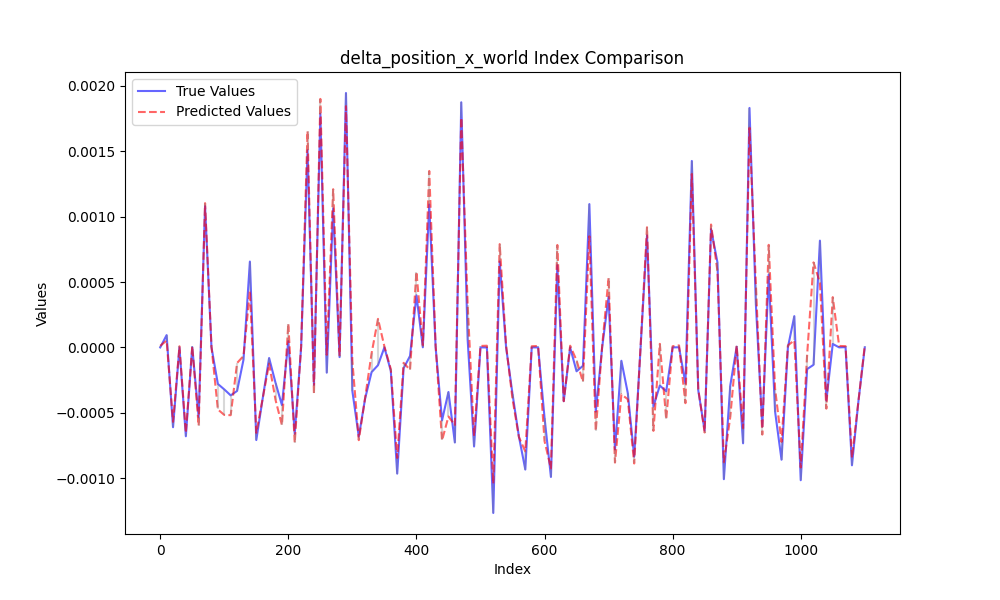 delta_position_x_world Index Comparison
True Values
Predicted Values
0.0020
0.0015
0.0010
0.0005
0.0000
−0.0005
−0.0010
Values
0 200 400 600 800 1000
Index